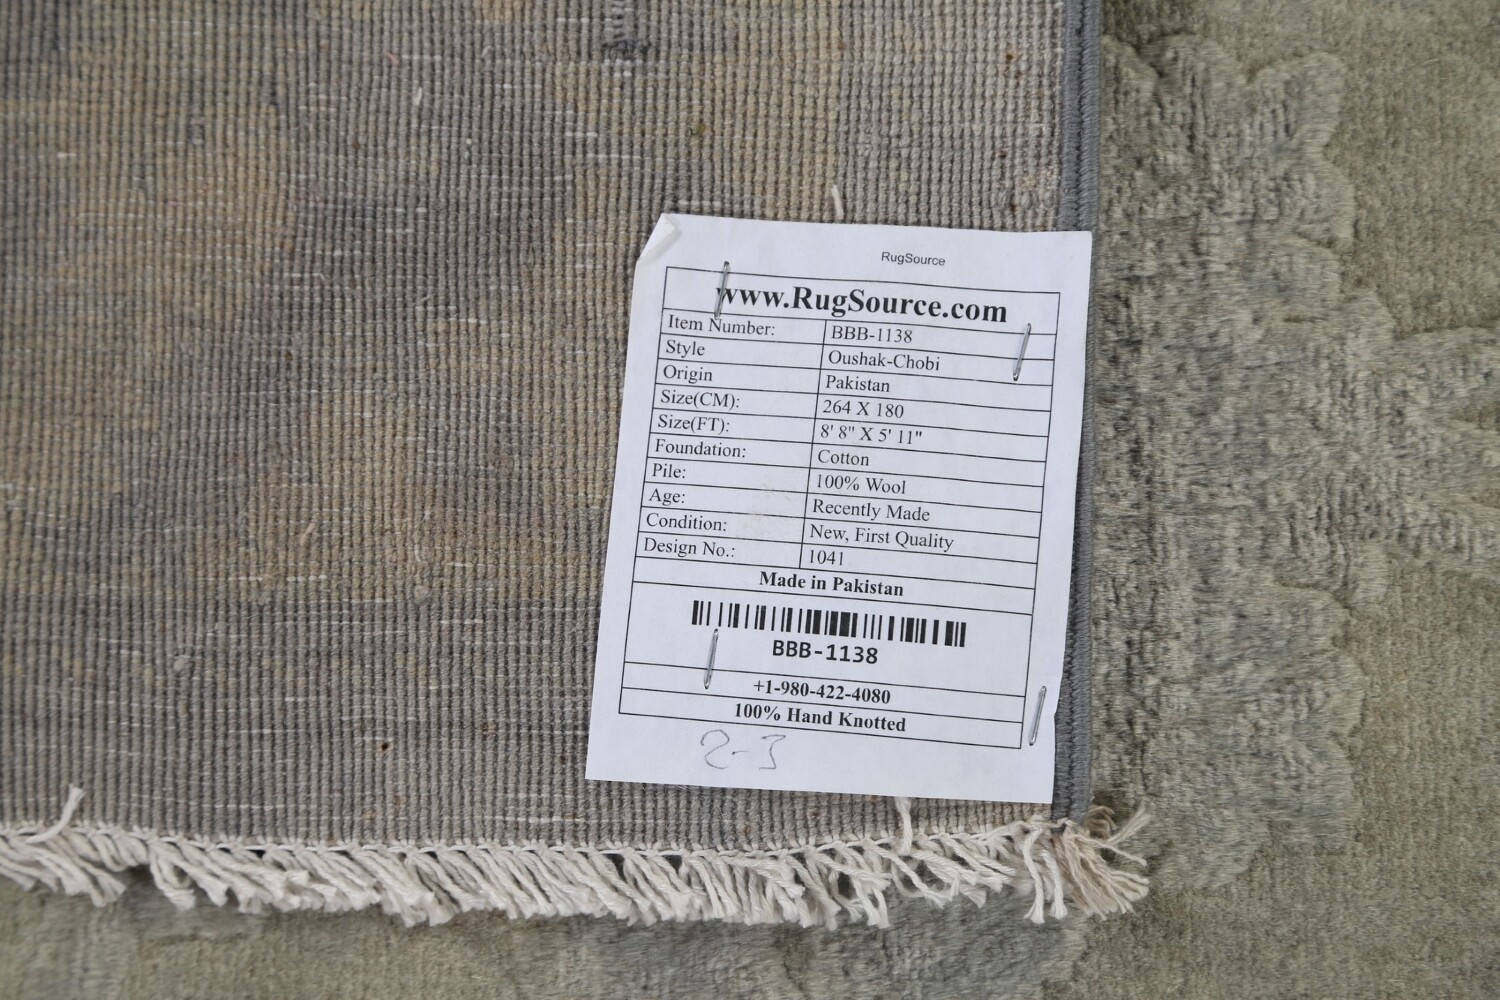 RugSource
www.RugSource.com
Item Number: BBB-1138
Style Oushak-Chobi
Origin Pakistan
Size(CM): 264 X 180
Size(FT): 8' 8" X 5' 11"
Foundation: Cotton
Pile: 100% Wool
Age: Recently Made
Condition: New, First Quality
Design No.: 1041
Made in Pakistan
BBB-1138
+1-980-422-4080
100% Hand Knotted
2-3